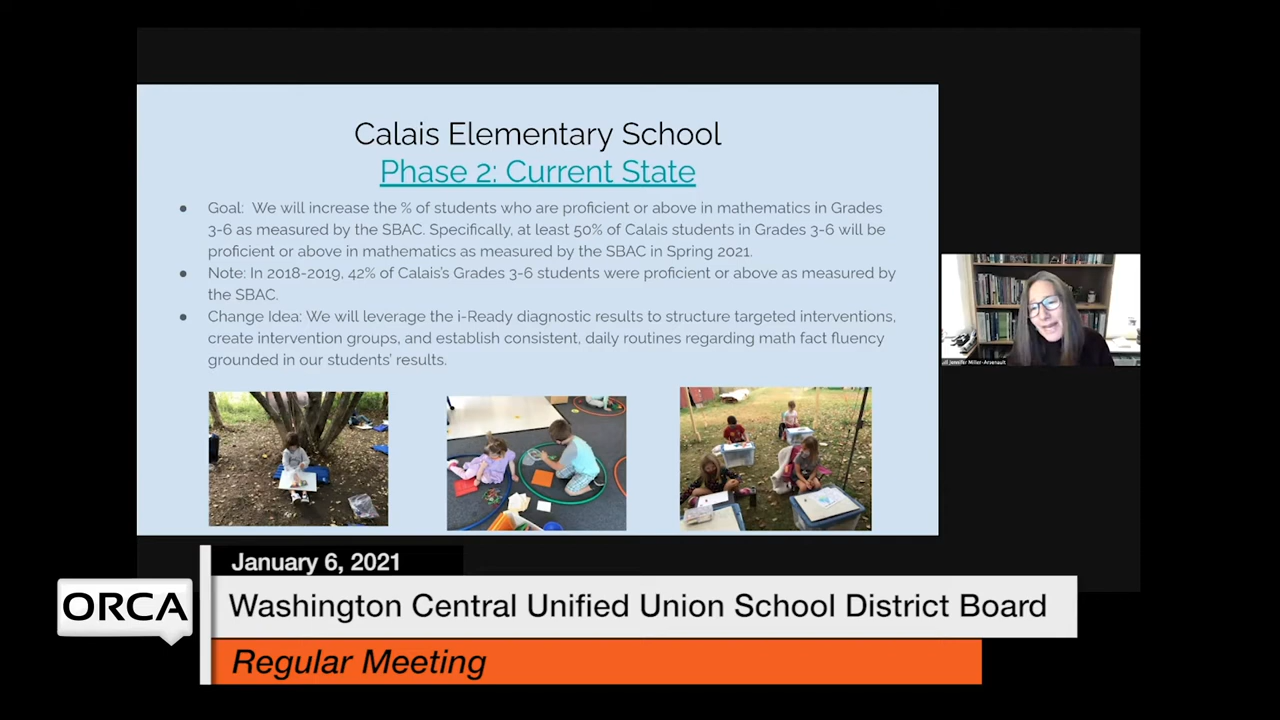 Calais Elementary School
Phase 2: Current State
● Goal: We will increase the % of students who are proficient or above in mathematics in Grades
3-6 as measured by the SBAC. Specifically, at least 50% of Calais students in Grades 3-6 will be
proficient or above in mathematics as measured by the SBAC in Spring 2021.
● Note: In 2018-2019, 42% of Calais's Grades 3-6 students were proficient or above as measured by
the SBAC.
● Change Idea: We will leverage the i-Ready diagnostic results to structure targeted interventions,
create intervention groups, and establish consistent, daily routines regarding math fact fluency
grounded in our students' results.
Jennifer Miller-Arsenault
January 6, 2021
ORCA
Washington Central Unified Union School District Board
Regular Meeting